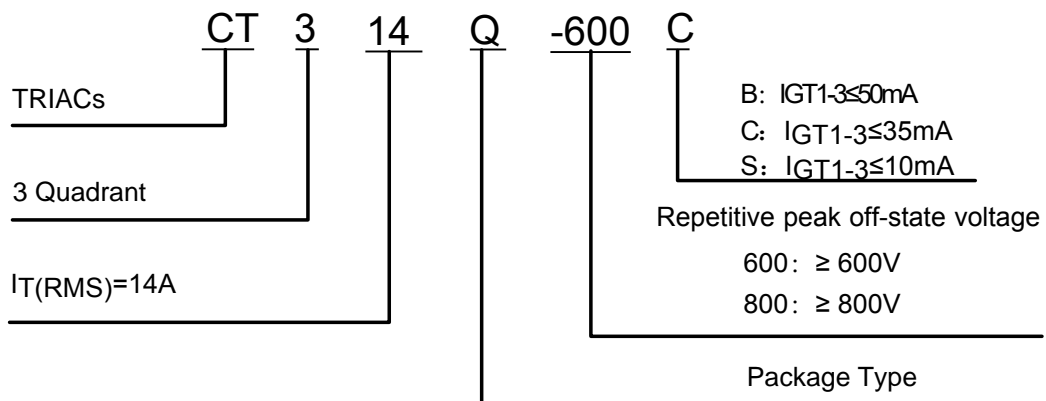 CT 3 14 Q -600 C
TRIACs
3 Quadrant
IT(RMS)=14A
B: IGT1-3≤50mA
C: IGT1-3≤35mA
S: IGT1-3≤10mA
Repetitive peak off-state voltage
600: ≥ 600V
800: ≥ 800V
Package Type